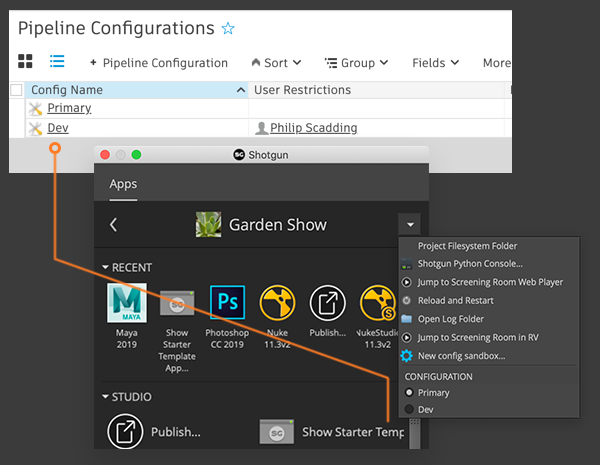 Pipeline Configurations
+ Pipeline Configuration Sort Group Fields More
Config Name User Restrictions
Primary
Dev Philip Scadding
SG Shotgun
Apps
Garden Show
RECENT
MAYA
SG
Ps
S
Maya
2019
Show
Starter
Template
App...
Photoshop
CC 2019
Nuke
11.3v2
Publish...
NukeStudio
11.3v2
STUDIO
Publish...
SG
Show Starter Temp
Project Filesystem Folder
Shotgun Python Console...
Jump to Screening Room Web Player
Reload and Restart
Open Log Folder
Jump to Screening Room in RV
New config sandbox...
CONFIGURATION
Primary
Dev